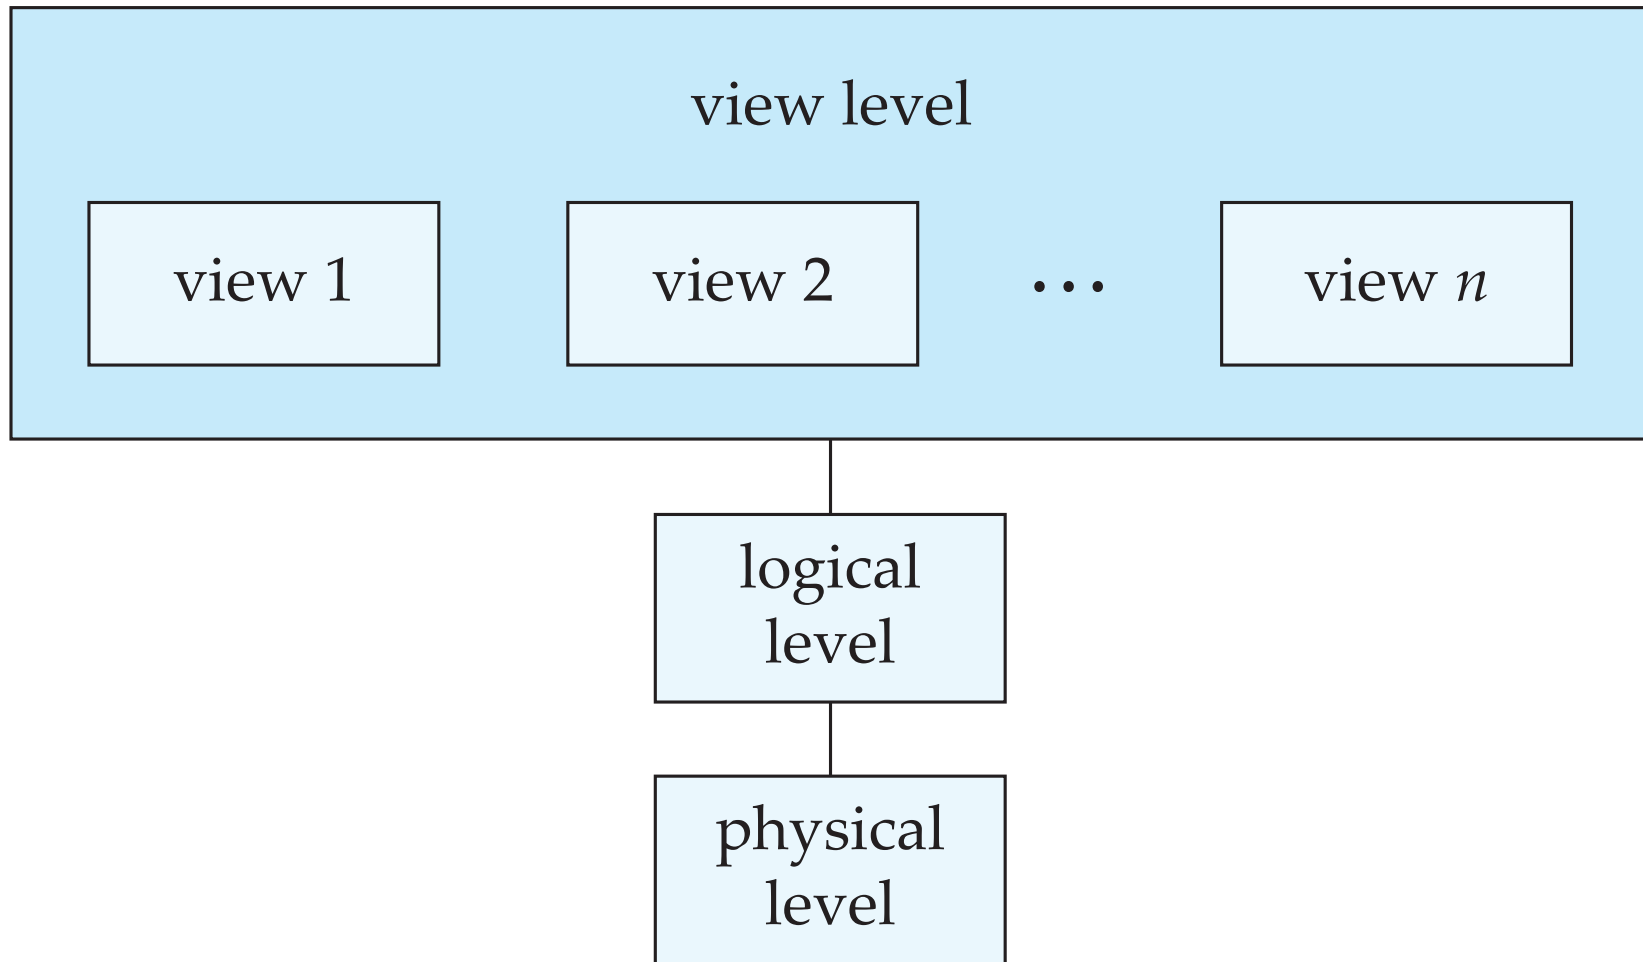 view level
view 1 view 2 ... view n
logical
level
physical
level